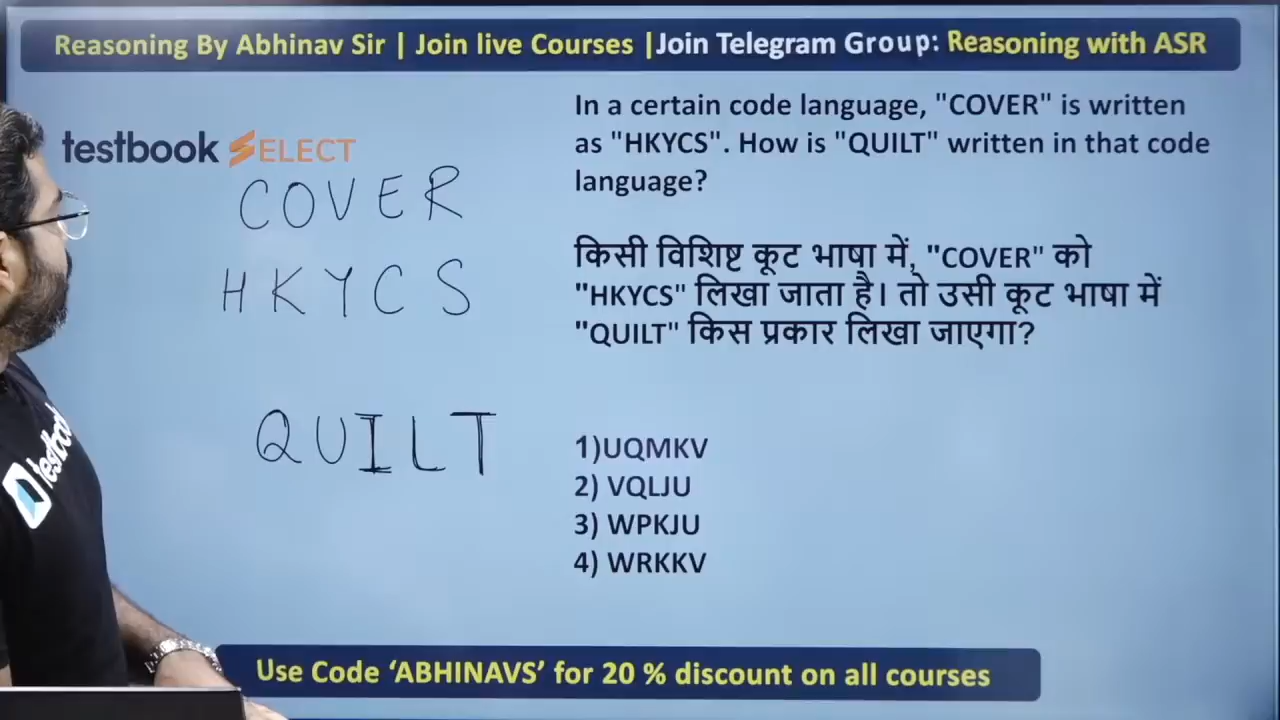 Reasoning By Abhinav Sir | Join live Courses |Join Telegram Group: Reasoning with ASR
testbook SELECT
In a certain code language, "COVER" is written
as "HKYCS". How is "QUILT" written in that code
language?
किसी विशिष्ट कूट भाषा में, "COVER" को
"HKYCS" लिखा जाता है। तो उसी कूट भाषा में
"QUILT" किस प्रकार लिखा जाएगा?
COVER
HKYCS
QUILT
1)UQMKV
2) VQLJU
3) WPKJU
4) WRKKV
testbook
Use Code ‘ABHINAVS’ for 20 % discount on all courses